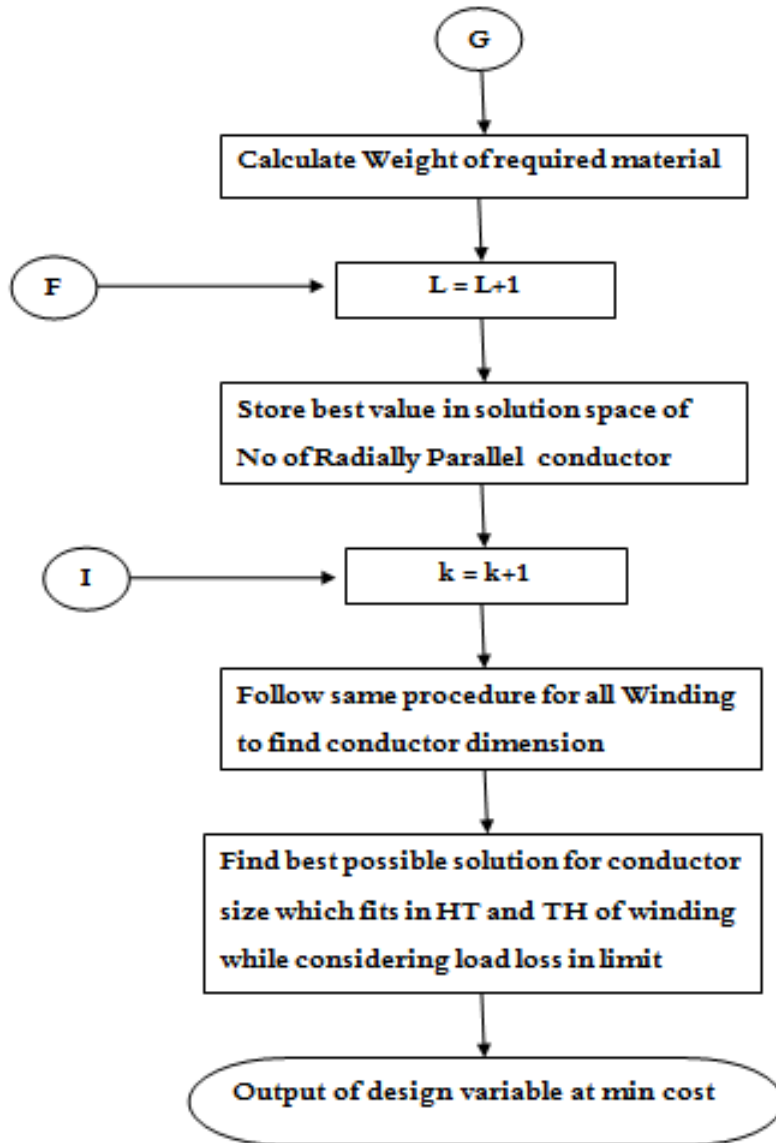 G
Calculate Weight of required material
F
L = L+1
Store best value in solution space of
No of Radially Parallel conductor
I
k = k+1
Follow same procedure for all Winding
to find conductor dimension
Find best possible solution for conductor
size which fits in HT and TH of winding
while considering load loss in limit
Output of design variable at min cost